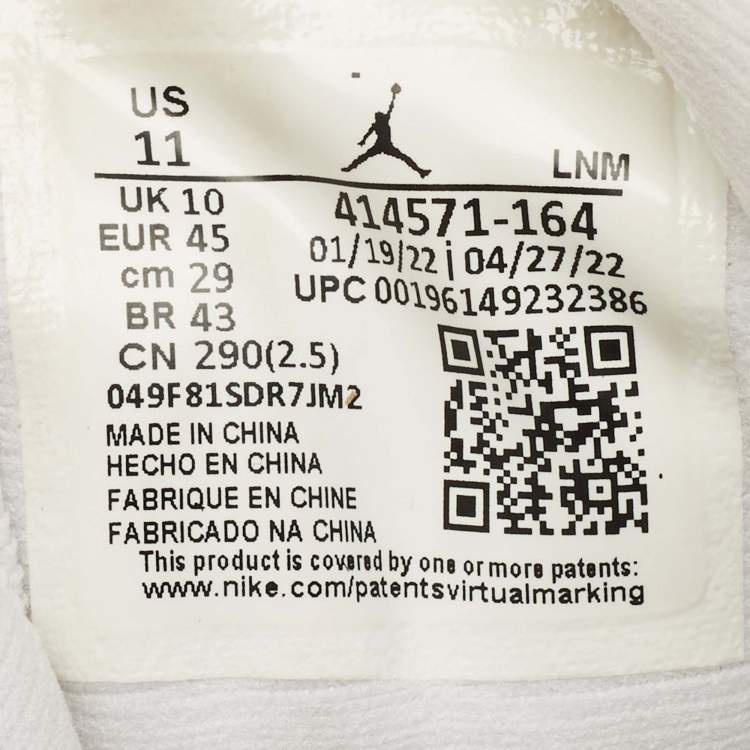 US
11
LNM
UK 10
EUR 45
cm 29
BR 43
CN 290(2.5)
049F81SDR7JM2
414571-164
01/19/22 | 04/27/22
UPC 00196149232386
MADE IN CHINA
HECHO EN CHINA
FABRIQUE EN CHINE
FABRICADO NA CHINA
This product is covered by one or more patents:
www.nike.com/patentsvirtualmarking